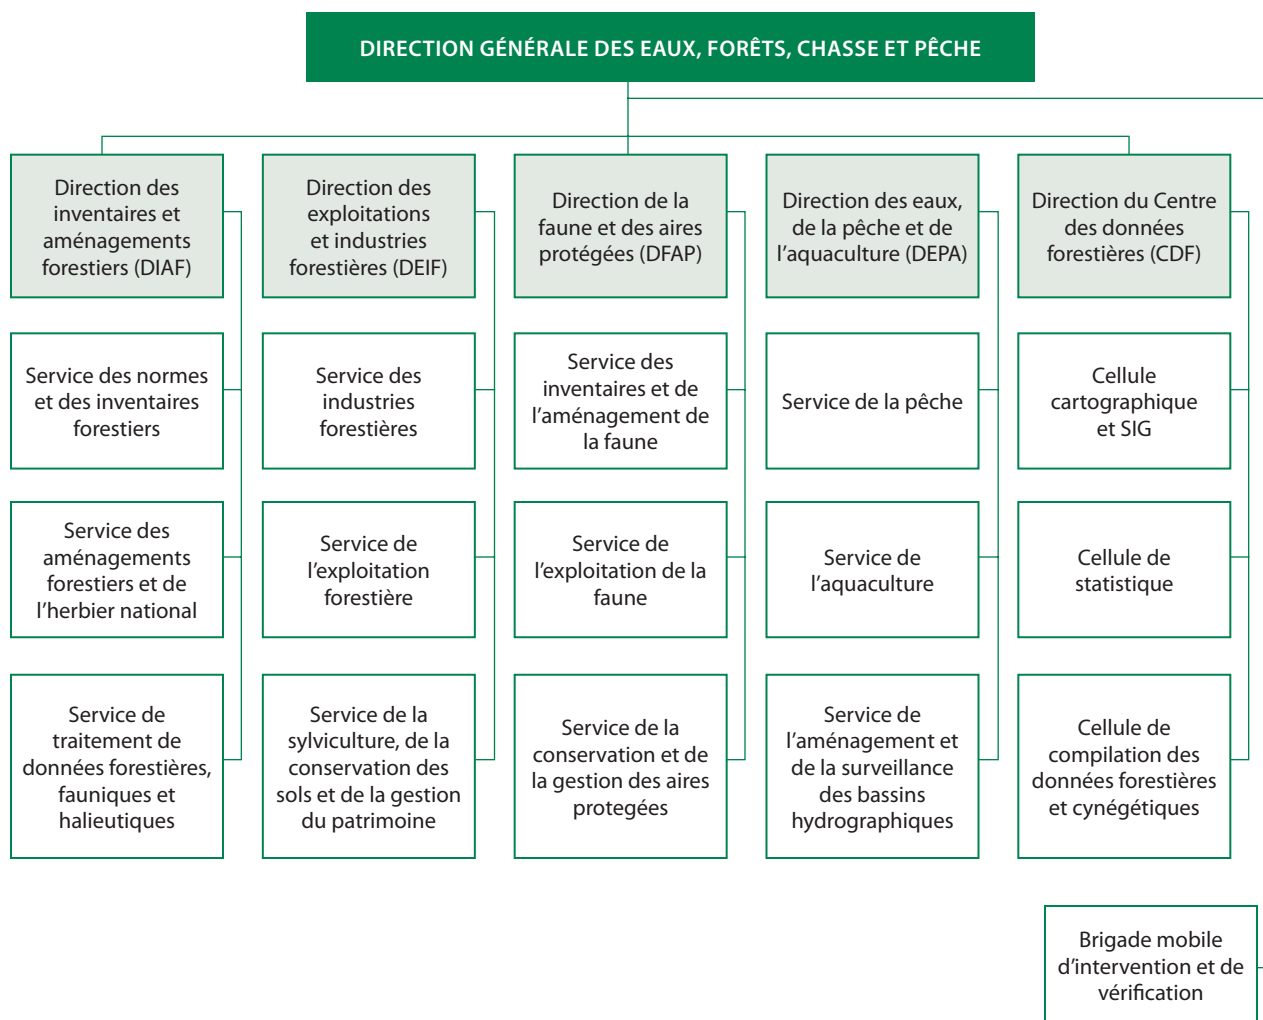 DIRECTION GÉNÉRALE DES EAUX, FORÊTS, CHASSE ET PÊCHE
Direction des
inventaires et
aménagements
forestiers (DIAF)
Direction des
exploitations
et industries
forestières (DEIF)
Direction de la
faune et des aires
protégées (DFAP)
Direction des eaux,
de la pêche et de
l'aquaculture (DEPA)
Direction du Centre
des données
forestières (CDF)
Service des normes
et des inventaires
forestiers
Service des
industries
forestières
Service des
inventaires et de
l'aménagement de
la faune
Service de la pêche
Cellule
cartographique
et SIG
Service des
aménagements
forestiers et de
l'herbier national
Service de
l'exploitation
forestière
Service de
l'exploitation de la
faune
Service de
l'aquaculture
Cellule de
statistique
Service de
traitement de
données forestières,
fauniques et
halieutiques
Service de la
sylviculture, de la
conservation des
sols et de la gestion
du patrimoine
Service de la
conservation et de
la gestion des aires
protegées
Service de
l'aménagement et
de la surveillance
des bassins
hydrographiques
Cellule de
compilation des
données forestières
et cynégétiques
Brigade mobile
d'intervention et de
vérification